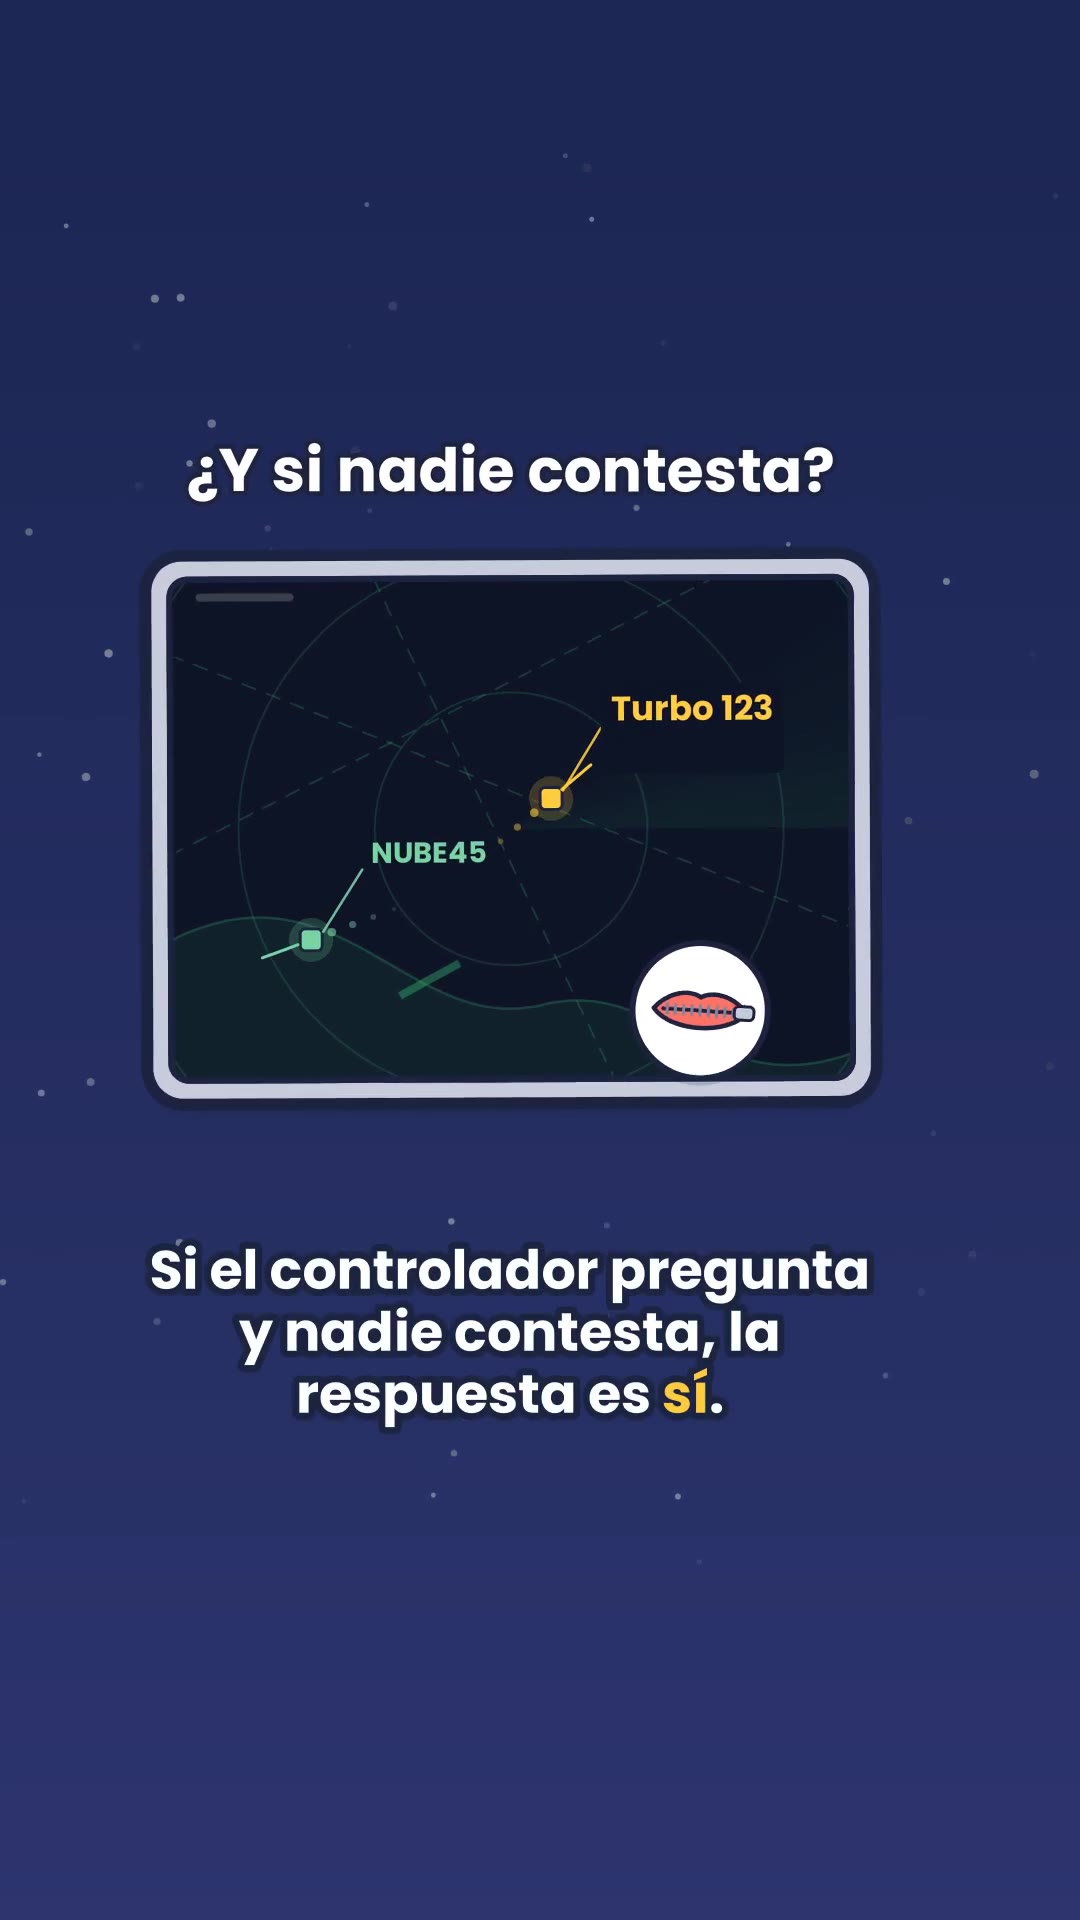 ¿Y si nadie contesta?
Turbo 123
NUBE45
Si el controlador pregunta
y nadie contesta, la
respuesta es sí.